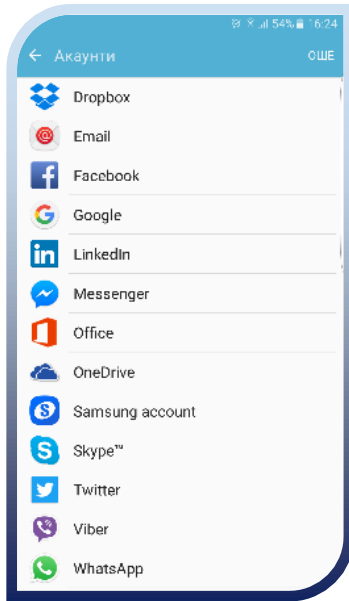 54% 16:24
Акаунти ОЩЕ
Dropbox
Email
Facebook
Google
LinkedIn
Messenger
Office
OneDrive
Samsung account
Skype™
Twitter
Viber
WhatsApp